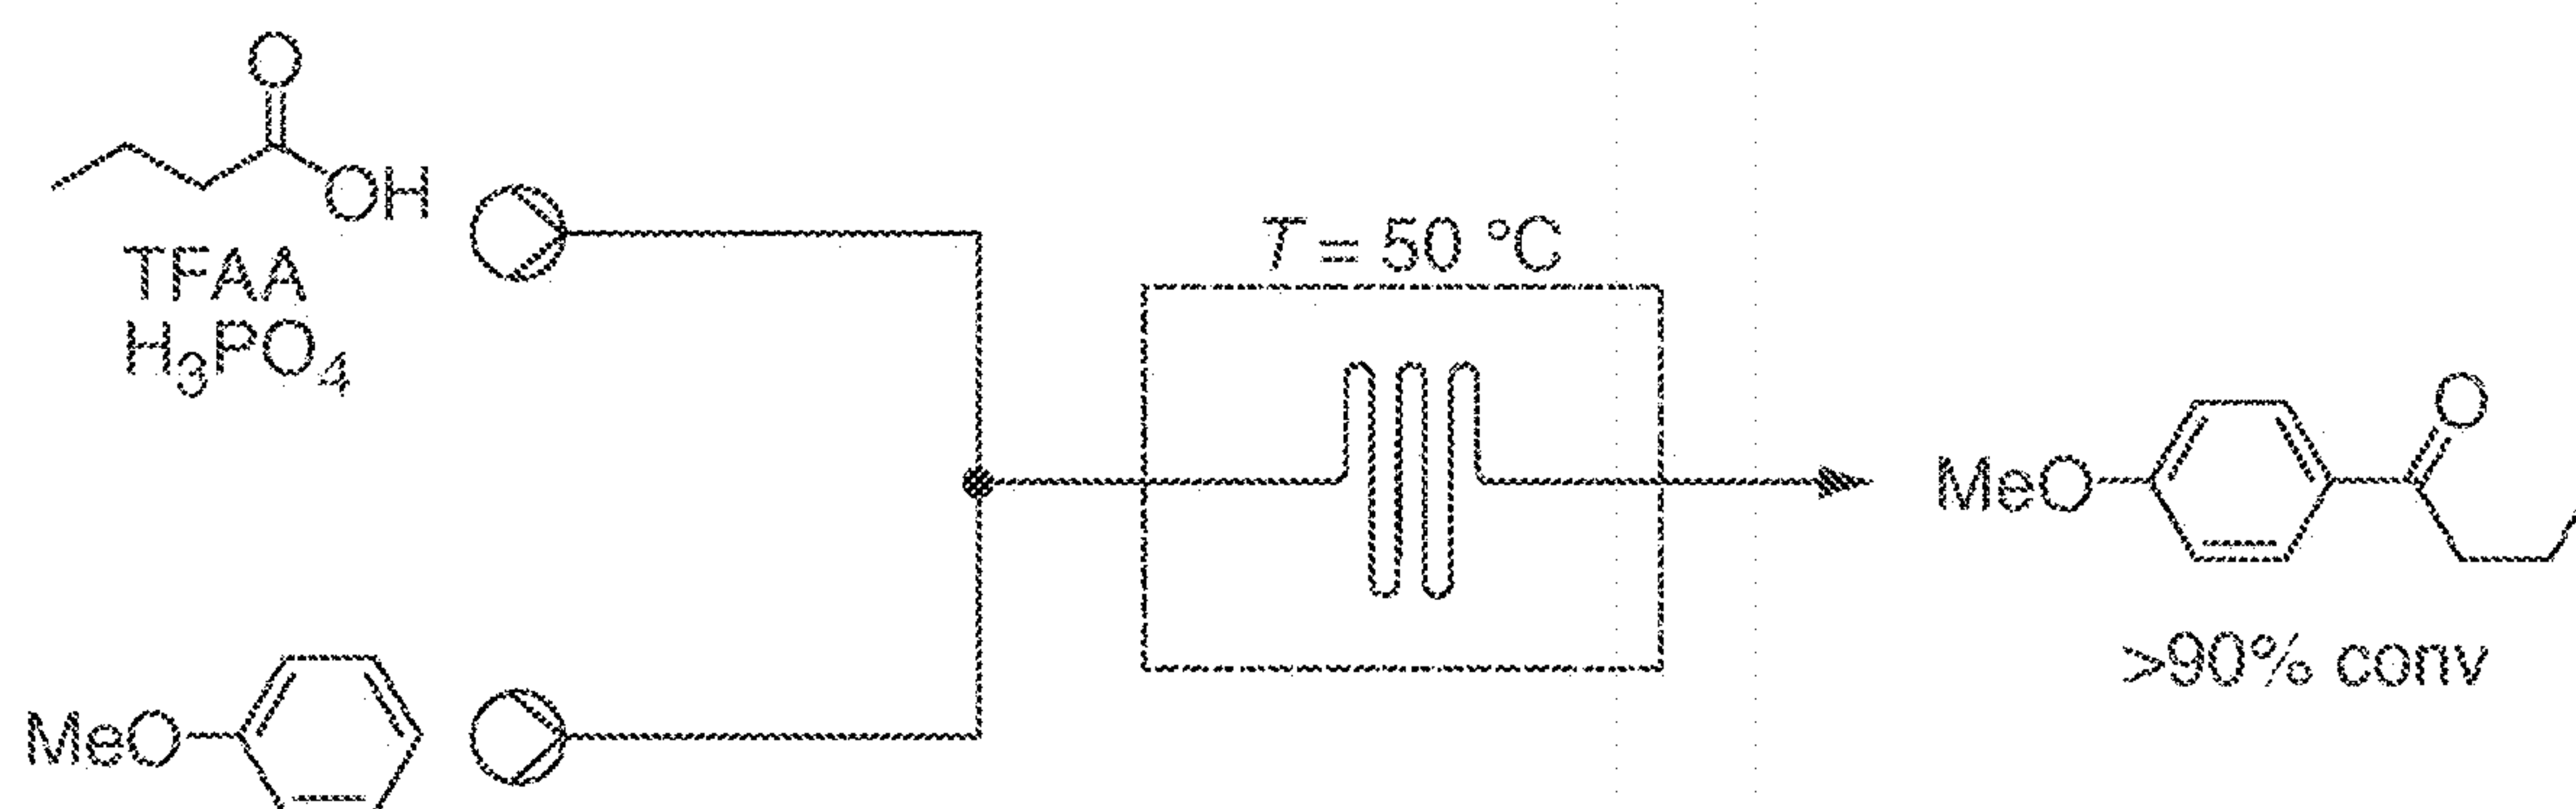 O
OH
TFAA
H₃PO₄
T = 50 °C
O
MeO
>90% conv
MeO